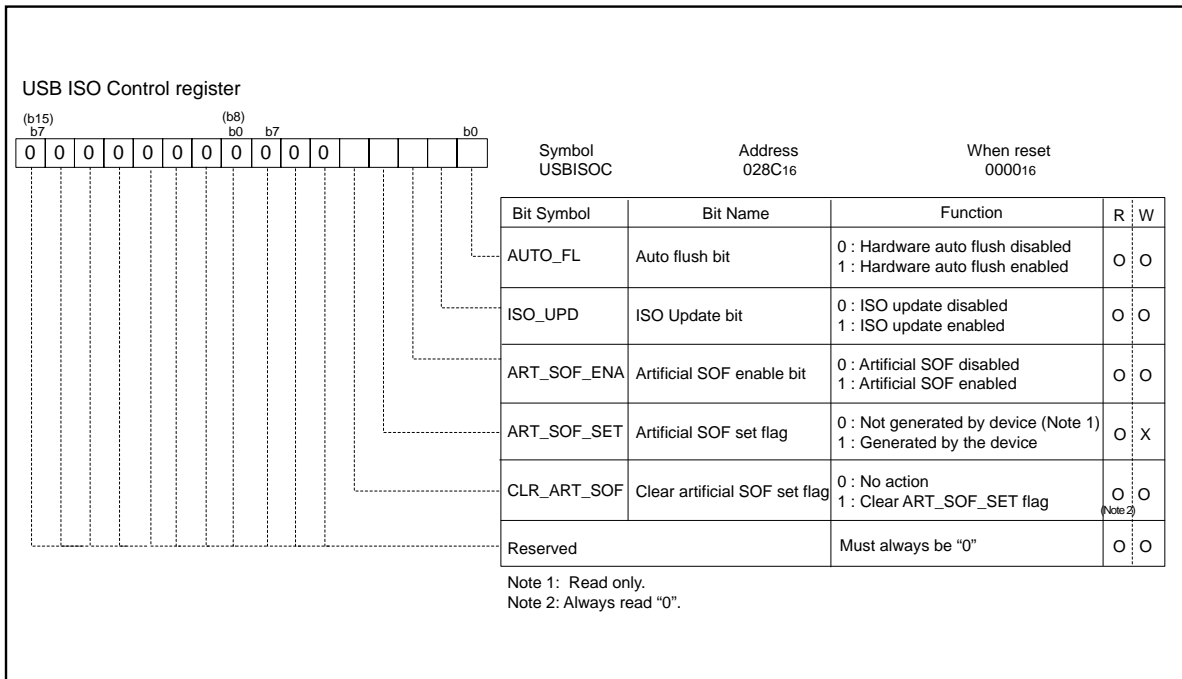 USB ISO Control register
(b15) (b8)
b7 b0 b7 b0
0 0 0 0 0 0 0 0 0 0 0
Symbol Address When reset
USBISOC 028C16 000016
Bit Symbol Bit Name Function R W
AUTO_FL Auto flush bit 0 : Hardware auto flush disabled
1 : Hardware auto flush enabled O O
ISO_UPD ISO Update bit 0 : ISO update disabled
1 : ISO update enabled O O
ART_SOF_ENA Artificial SOF enable bit 0 : Artificial SOF disabled
1 : Artificial SOF enabled O O
ART_SOF_SET Artificial SOF set flag 0 : Not generated by device (Note 1)
1 : Generated by the device O X
CLR_ART_SOF Clear artificial SOF set flag 0 : No action
1 : Clear ART_SOF_SET flag O O
(Note 2)
Reserved Must always be “0” O O
Note 1: Read only.
Note 2: Always read “0”.